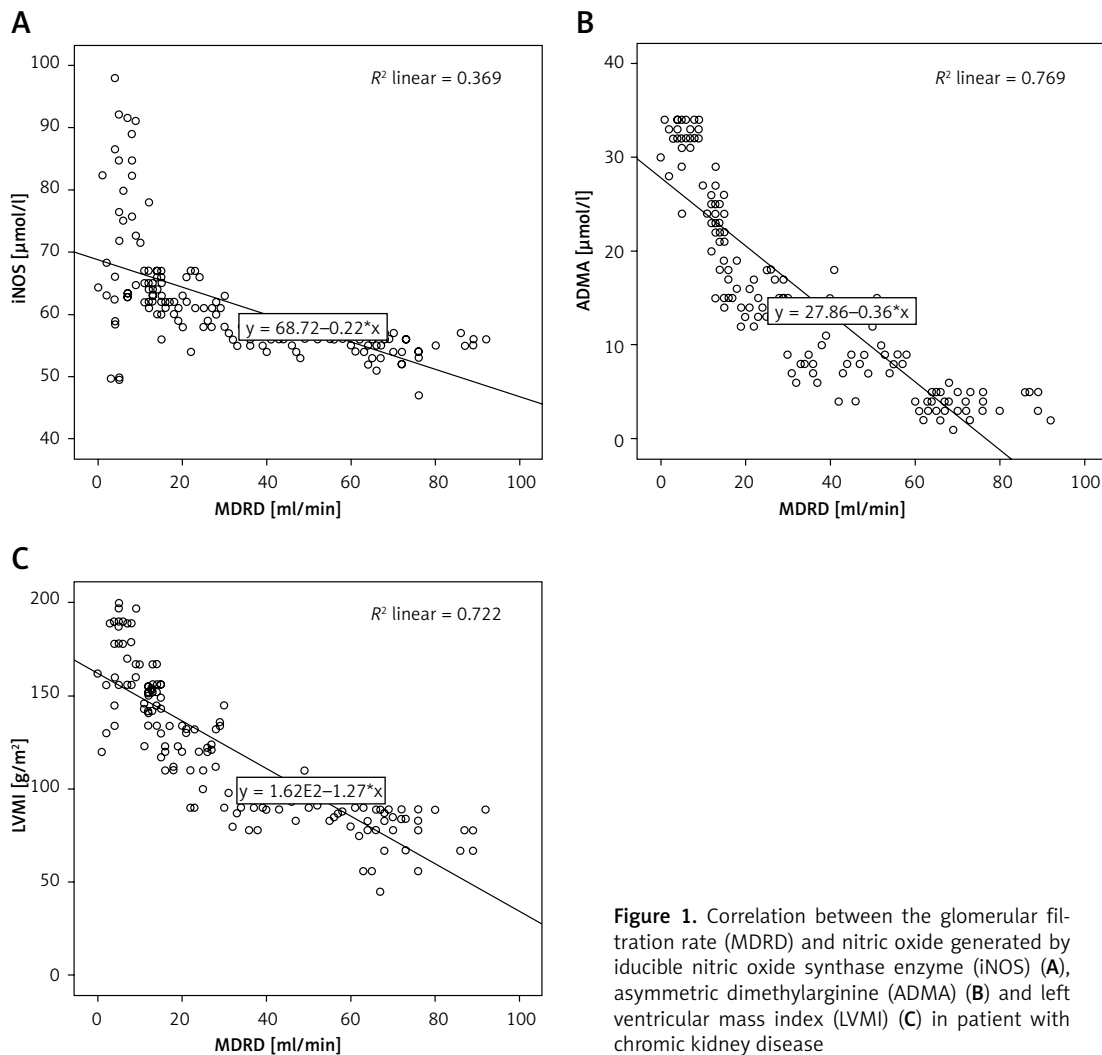 A
100
90
80
70
60
50
40
iNOS [µmol/l]
R² linear = 0.369
y = 68.72–0.22*x
0 20 40 60 80 100
MDRD [ml/min]
B
40
30
20
10
0
ADMA [µmol/l]
R² linear = 0.769
y = 27.86–0.36*x
0 20 40 60 80 100
MDRD [ml/min]
C
200
150
100
50
0
LVMI [g/m²]
R² linear = 0.722
y = 1.62E2–1.27*x
0 20 40 60 80 100
MDRD [ml/min]
Figure 1. Correlation between the glomerular fil-
tration rate (MDRD) and nitric oxide generated by
iducible nitric oxide synthase enzyme (iNOS) (A),
asymmetric dimethylarginine (ADMA) (B) and left
ventricular mass index (LVMI) (C) in patient with
chronic kidney disease